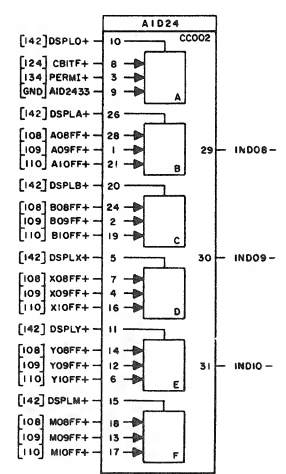 A1D24
CC002
[142] DSPLO+ 10
[124] CBITF+ 8
[134] PERMI+ 3
[GND] A1D2433 9
A
[142] DSPLA+ 26
[108] A08FF+ 28
[109] A09FF+ 1
[110] A10FF+ 21
B
29 IND08-
[142] DSPLB+ 20
[108] B08FF+ 24
[109] B09FF+ 2
[110] B10FF+ 19
C
[142] DSPLX+ 5
30 IND09-
[108] X08FF+ 7
[109] X09FF+ 4
[110] X10FF+ 16
D
[142] DSPLY+ 11
[108] Y08FF+ 14
[109] Y09FF+ 12
[110] Y10FF+ 6
E
31 IND10-
[142] DSPLM+ 15
[108] M08FF+ 18
[109] M09FF+ 13
[110] M10FF+ 17
F